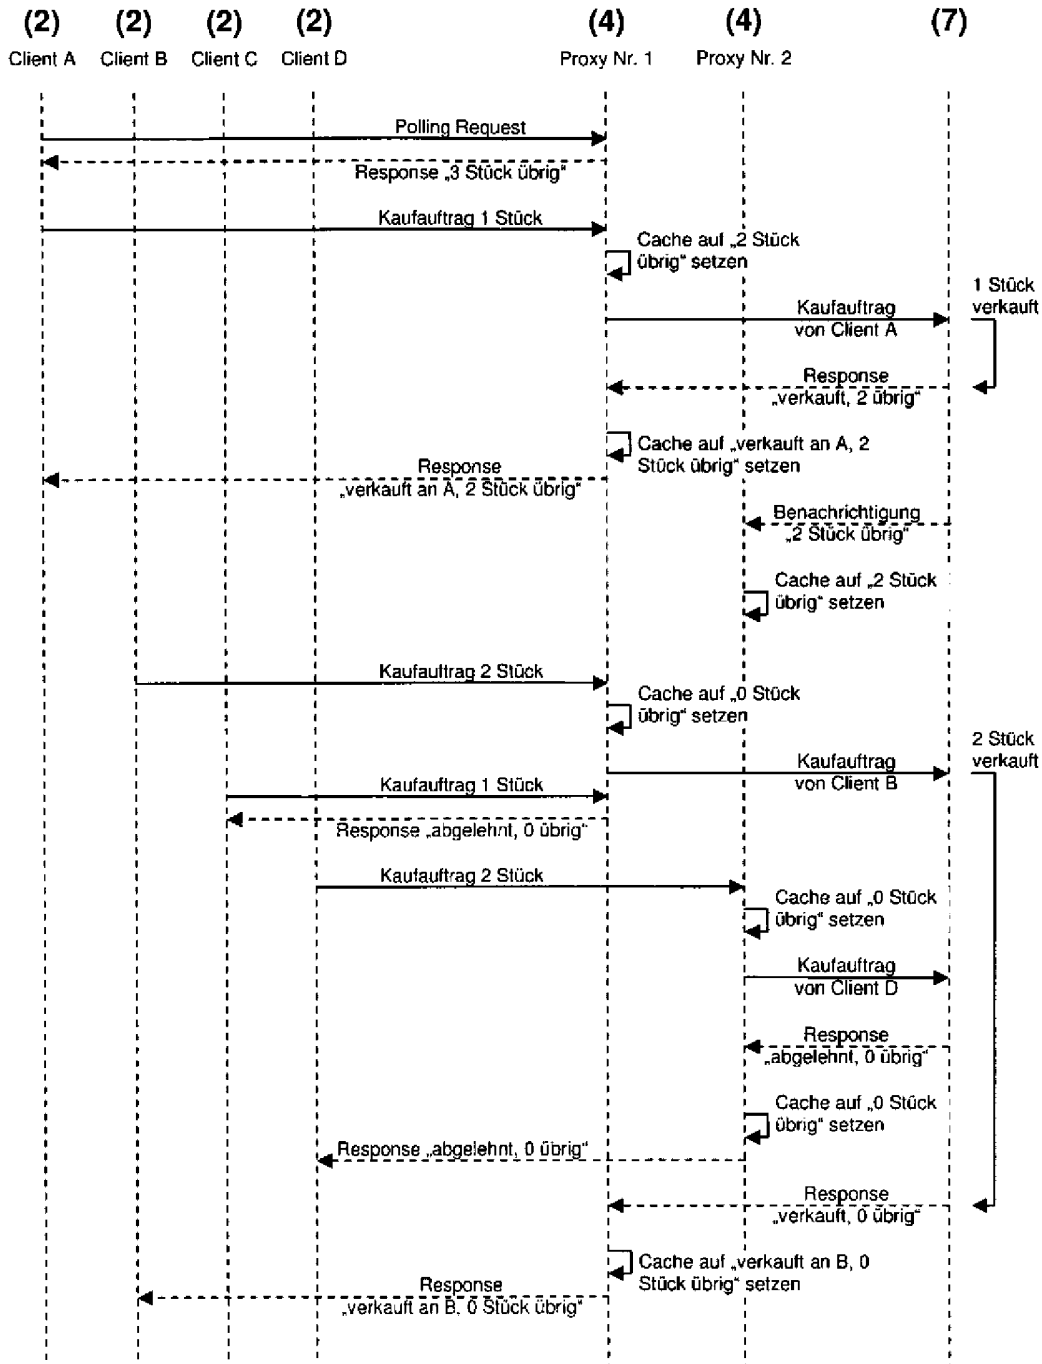 (2) (2) (2) (2) (4) (4) (7)
Client A Client B Client C Client D Proxy Nr. 1 Proxy Nr. 2
Polling Request
Response „3 Stück übrig“
Kaufauftrag 1 Stück
Cache auf „2 Stück
übrig“ setzen
1 Stück
verkauft
Kaufauftrag
von Client A
Response
„verkauft, 2 übrig“
Cache auf „verkauft an A, 2
Stück übrig“ setzen
Response
„verkauft an A, 2 Stück übrig“
Benachrichtigung
„2 Stück übrig“
Cache auf „2 Stück
übrig“ setzen
Kaufauftrag 2 Stück
Cache auf „0 Stück
übrig“ setzen
2 Stück
verkauft
Kaufauftrag
von Client B
Kaufauftrag 1 Stück
Response „abgelehnt, 0 übrig“
Kaufauftrag 2 Stück
Cache auf „0 Stück
übrig“ setzen
Kaufauftrag
von Client D
Response
„abgelehnt, 0 übrig“
Cache auf „0 Stück
übrig“ setzen
Response „abgelehnt, 0 übrig“
Response
„verkauft, 0 übrig“
Cache auf „verkauft an B, 0
Stück übrig“ setzen
Response
„verkauft an B, 0 Stück übrig“